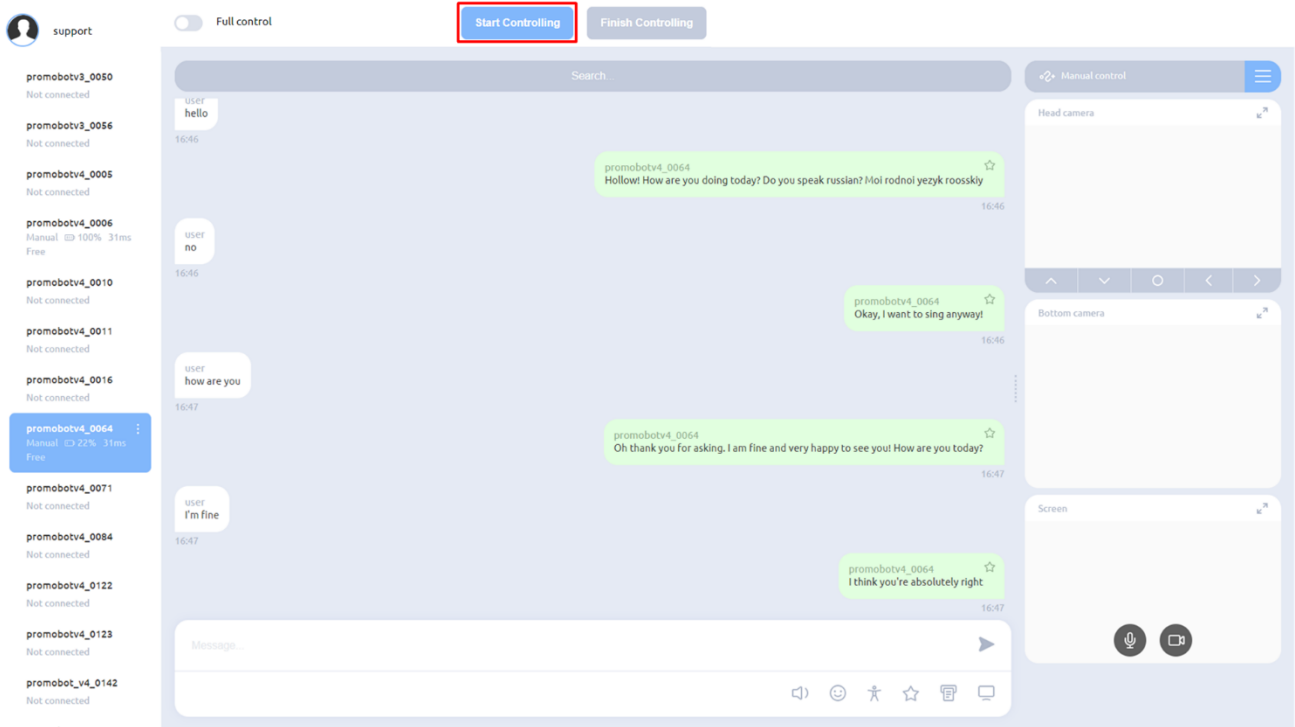 support
Full control
Start Controlling
Finish Controlling
promobotv3_0050
Not connected
promobotv3_0056
Not connected
promobotv4_0005
Not connected
promobotv4_0006
Manual 100% 31ms
Free
promobotv4_0010
Not connected
promobotv4_0011
Not connected
promobotv4_0016
Not connected
promobotv4_0064
Manual 22% 31ms
Free
promobotv4_0071
Not connected
promobotv4_0084
Not connected
promobotv4_0122
Not connected
promobotv4_0123
Not connected
promobot_v4_0142
Not connected
Search...
user
hello
16:46
promobotv4_0064
Hollow! How are you doing today? Do you speak russian? Moi rodnoi yezyk roosskiy
16:46
user
no
16:46
promobotv4_0064
Okay, I want to sing anyway!
16:46
user
how are you
16:47
promobotv4_0064
Oh thank you for asking. I am fine and very happy to see you! How are you today?
16:47
user
I'm fine
16:47
promobotv4_0064
I think you're absolutely right
16:47
Message...
Manual control
Head camera
Bottom camera
Screen